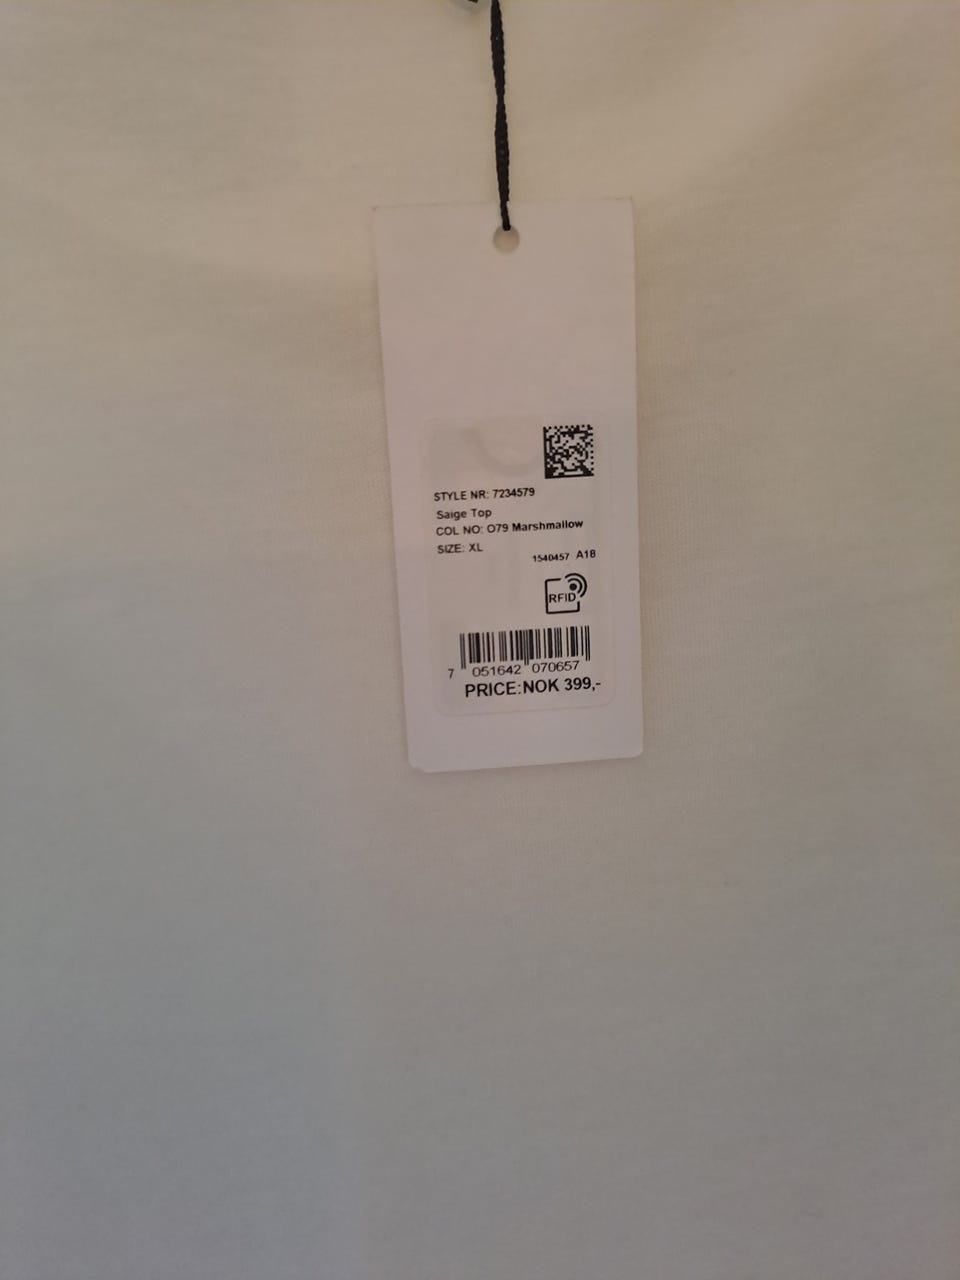 STYLE NR: 7234579
Saige Top
COL NO: O79 Marshmallow
SIZE: XL
1540457 A18
RFID
7 051642 070657
PRICE:NOK 399,-